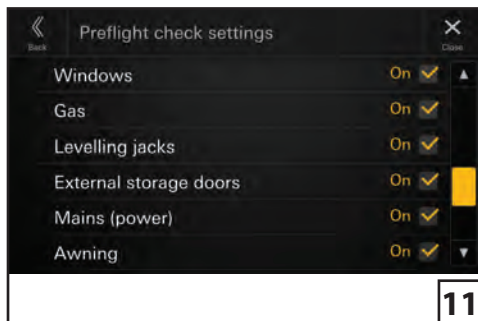 Preflight check settings
Back
Close
Windows On
Gas On
Levelling jacks On
External storage doors On
Mains (power) On
Awning On
11